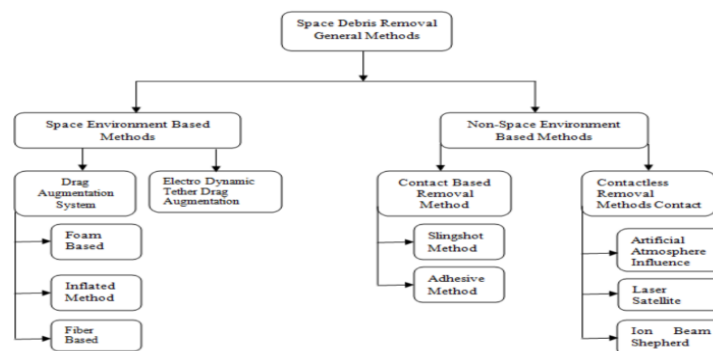 Space Debris Removal
General Methods
Space Environment Based
Methods
Non-Space Environment
Based Methods
Drag
Augmentation
System
Electro Dynamic
Tether Drag
Augmentation
Contact Based
Removal
Method
Contactless
Removal
Methods Contact
Foam
Based
Inflated
Method
Fiber
Based
Slingshot
Method
Adhesive
Method
Artificial
Atmosphere
Influence
Laser
Satellite
Ion Beam
Shepherd